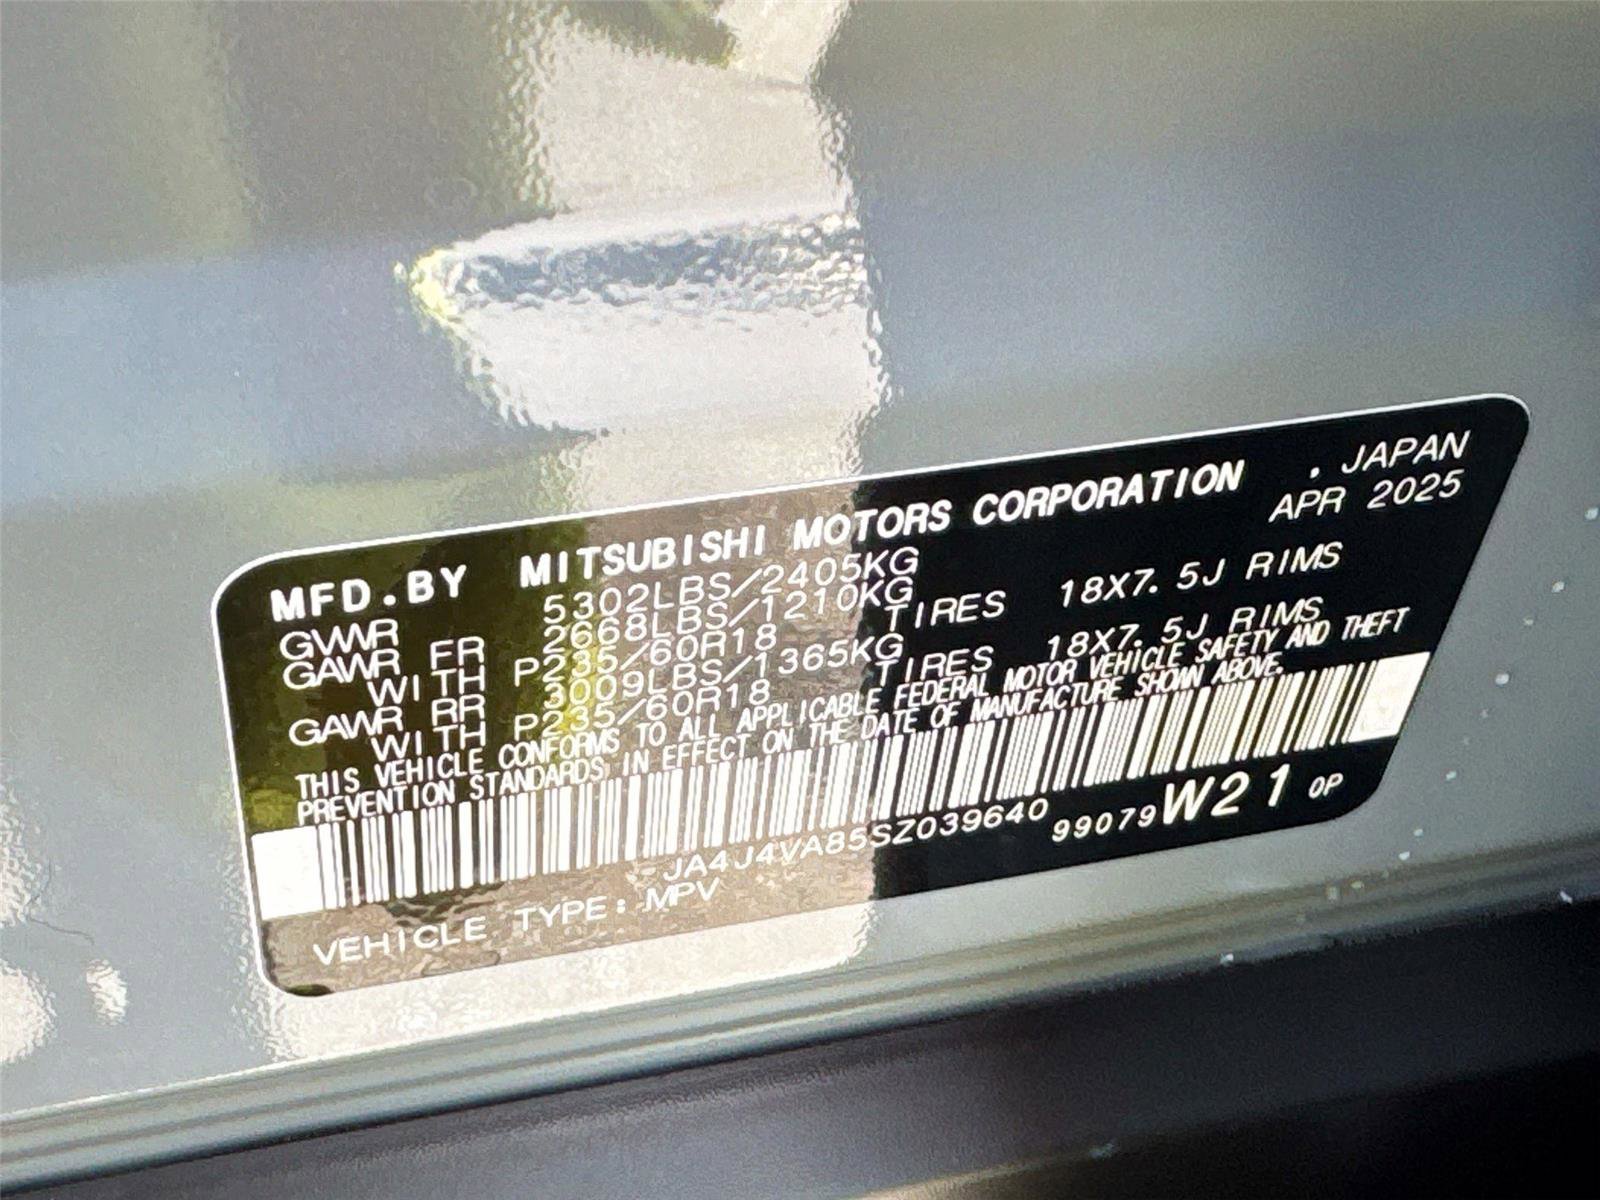 MFD.BY MITSUBISHI MOTORS CORPORATION . JAPAN
GVWR 5302LBS/2405KG APR 2025
GAWR FR 2668LBS/1210KG
WITH P235/60R18 TIRES 18X7.5J RIMS
GAWR RR 3009LBS/1365KG
WITH P235/60R18 TIRES 18X7.5J RIMS
THIS VEHICLE CONFORMS TO ALL APPLICABLE FEDERAL MOTOR VEHICLE SAFETY AND THEFT
PREVENTION STANDARDS IN EFFECT ON THE DATE OF MANUFACTURE SHOWN ABOVE.
JA4J4VA85SZ039640 99079W21 0P
VEHICLE TYPE: MPV